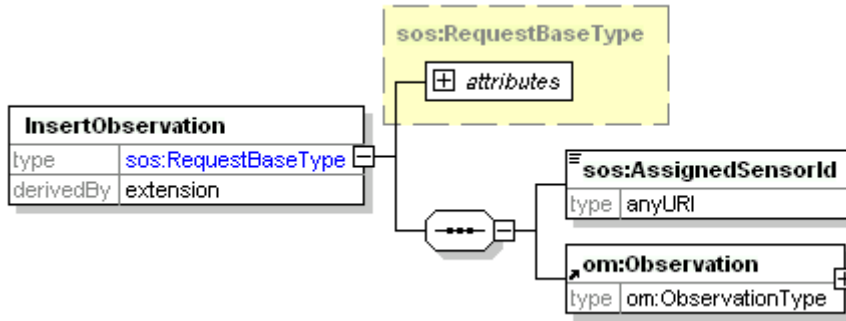 sos:RequestBaseType
attributes
InsertObservation
type sos:RequestBaseType
derivedBy extension
sos:AssignedSensorId
type anyURI
om:Observation
type om:ObservationType